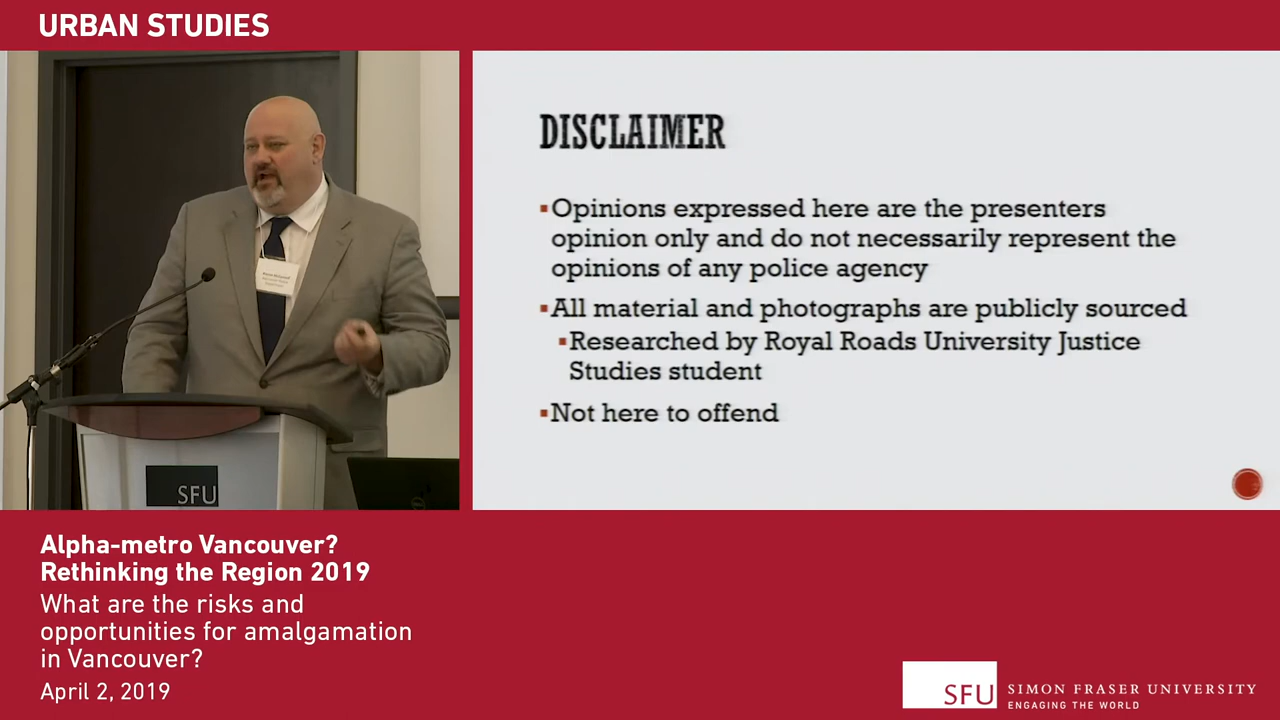 URBAN STUDIES
SFU
DISCLAIMER
▪Opinions expressed here are the presenters
opinion only and do not necessarily represent the
opinions of any police agency
▪All material and photographs are publicly sourced
▪Researched by Royal Roads University Justice
Studies student
▪Not here to offend
Alpha-metro Vancouver?
Rethinking the Region 2019
What are the risks and
opportunities for amalgamation
in Vancouver?
April 2, 2019
SFU
SIMON FRASER UNIVERSITY
ENGAGING THE WORLD